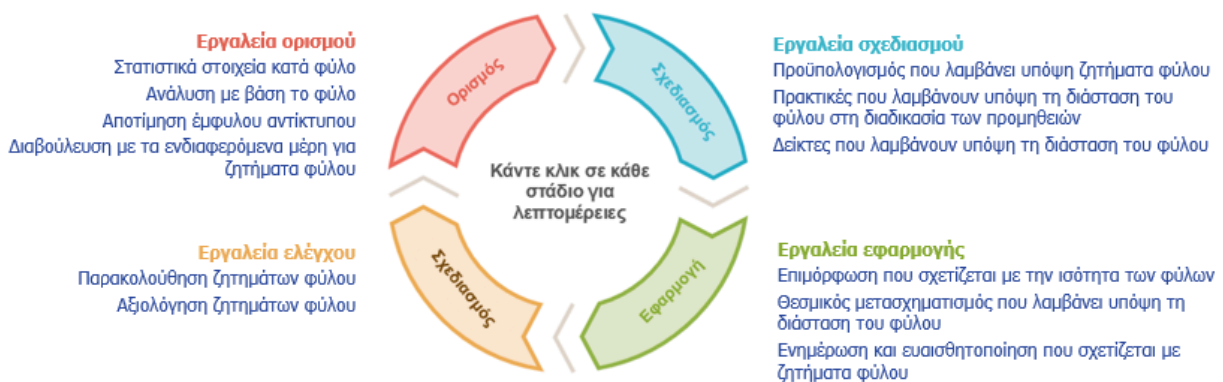 Εργαλεία ορισμού
Στατιστικά στοιχεία κατά φύλο
Ανάλυση με βάση το φύλο
Αποτίμηση έμφυλου αντίκτυπου
Διαβούλευση με τα ενδιαφερόμενα μέρη για
ζητήματα φύλου
Ορισμός
Σχεδιασμός
Εργαλεία σχεδιασμού
Προϋπολογισμός που λαμβάνει υπόψη ζητήματα φύλου
Πρακτικές που λαμβάνουν υπόψη τη διάσταση του
φύλου στη διαδικασία των προμηθειών
Δείκτες που λαμβάνουν υπόψη τη διάσταση του φύλου
Κάντε κλικ σε κάθε
στάδιο για
λεπτομέρειες
Εργαλεία ελέγχου
Παρακολούθηση ζητημάτων φύλου
Αξιολόγηση ζητημάτων φύλου
Σχεδιασμός
Εφαρμογή
Εργαλεία εφαρμογής
Επιμόρφωση που σχετίζεται με την ισότητα των φύλων
Θεσμικός μετασχηματισμός που λαμβάνει υπόψη τη
διάσταση του φύλου
Ενημέρωση και ευαισθητοποίηση που σχετίζεται με
ζητήματα φύλου